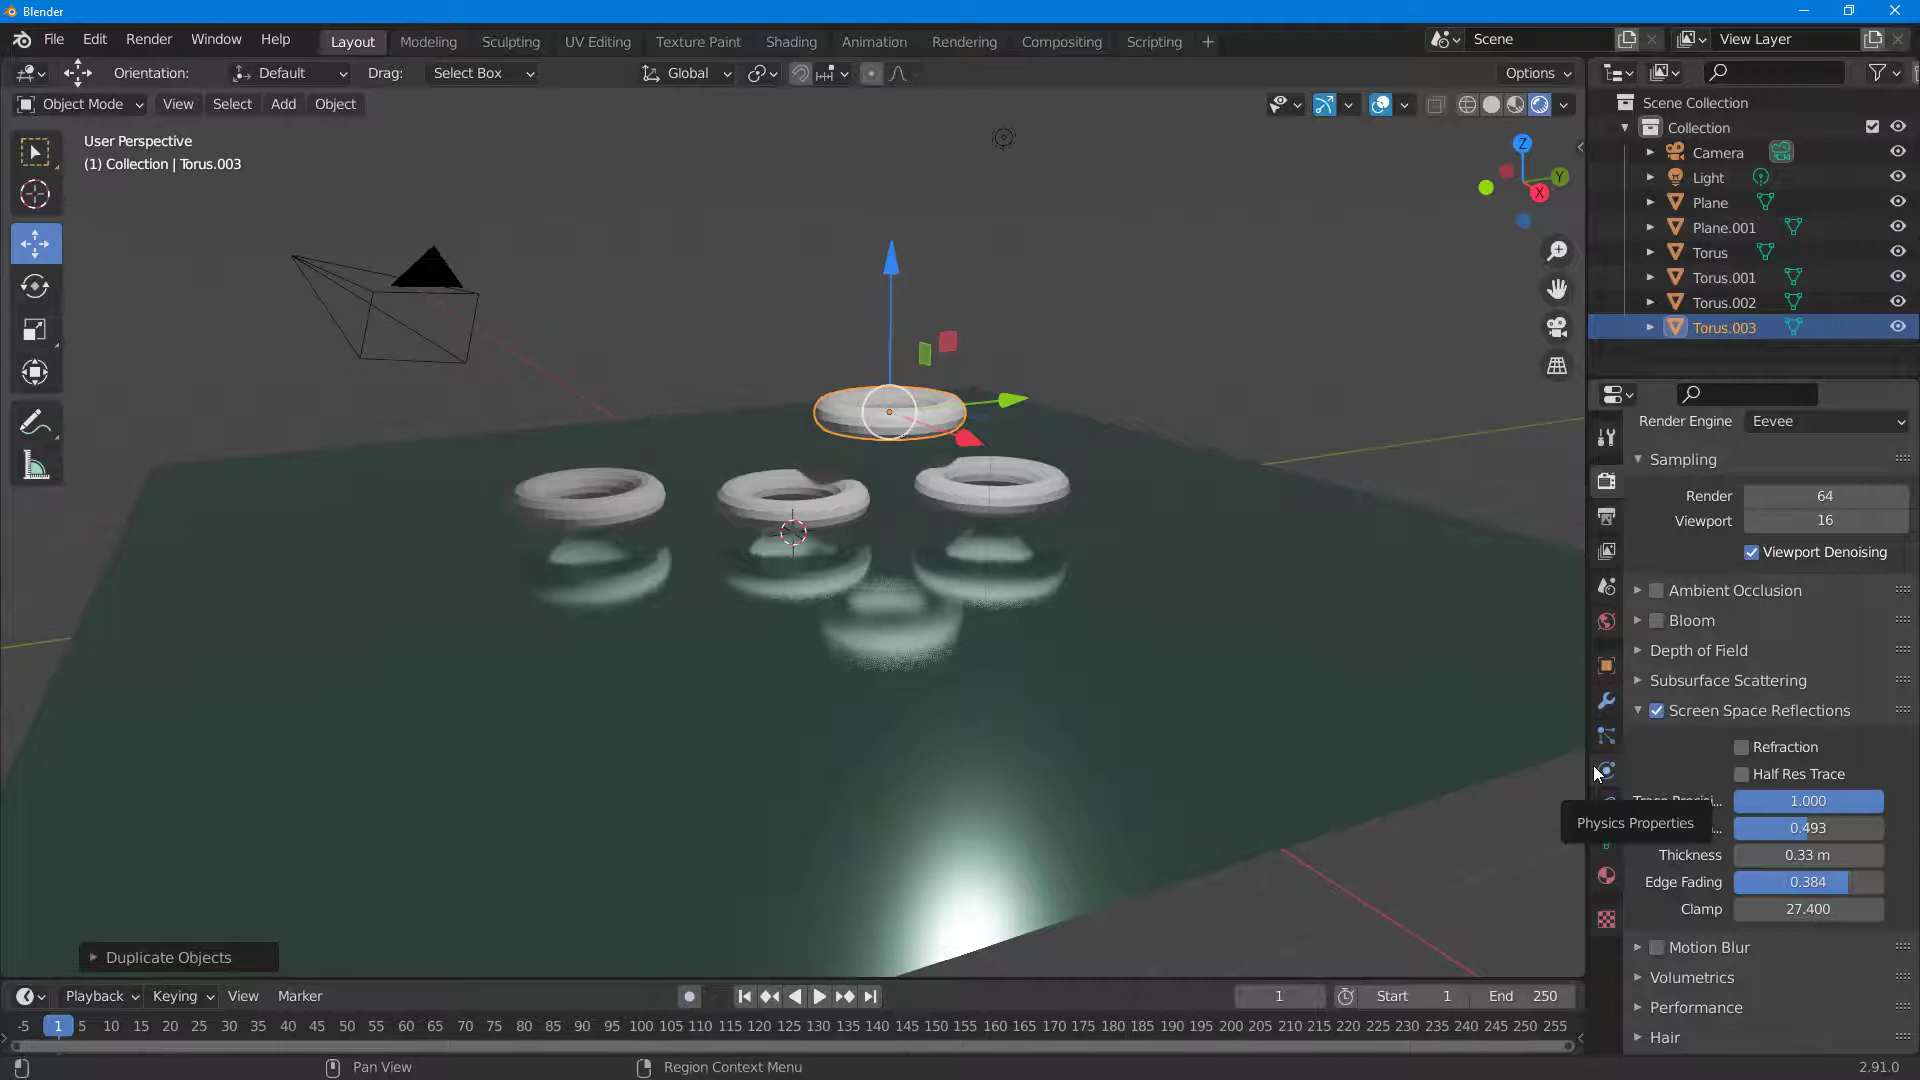 Blender
File Edit Render Window Help Layout Modeling Sculpting UV Editing Texture Paint Shading Animation Rendering Compositing Scripting + Scene View Layer
Orientation: Default Drag: Select Box Global Options
Object Mode View Select Add Object
User Perspective
(1) Collection | Torus.003
Z
Y
X
Scene Collection
Collection
Camera
Light
Plane
Plane.001
Torus
Torus.001
Torus.002
Torus.003
Render Engine Eevee
Sampling
Render 64
Viewport 16
Viewport Denoising
Ambient Occlusion
Bloom
Depth of Field
Subsurface Scattering
Screen Space Reflections
Refraction
Half Res Trace
1.000
Physics Properties
0.493
Thickness 0.33 m
Edge Fading 0.384
Clamp 27.400
Motion Blur
Volumetrics
Performance
Hair
Duplicate Objects
Playback Keying View Marker 1 Start 1 End 250
-5 1 5 10 15 20 25 30 35 40 45 50 55 60 65 70 75 80 85 90 95 100 105 110 115 120 125 130 135 140 145 150 155 160 165 170 175 180 185 190 195 200 205 210 215 220 225 230 235 240 245 250 255
Pan View Region Context Menu 2.91.0